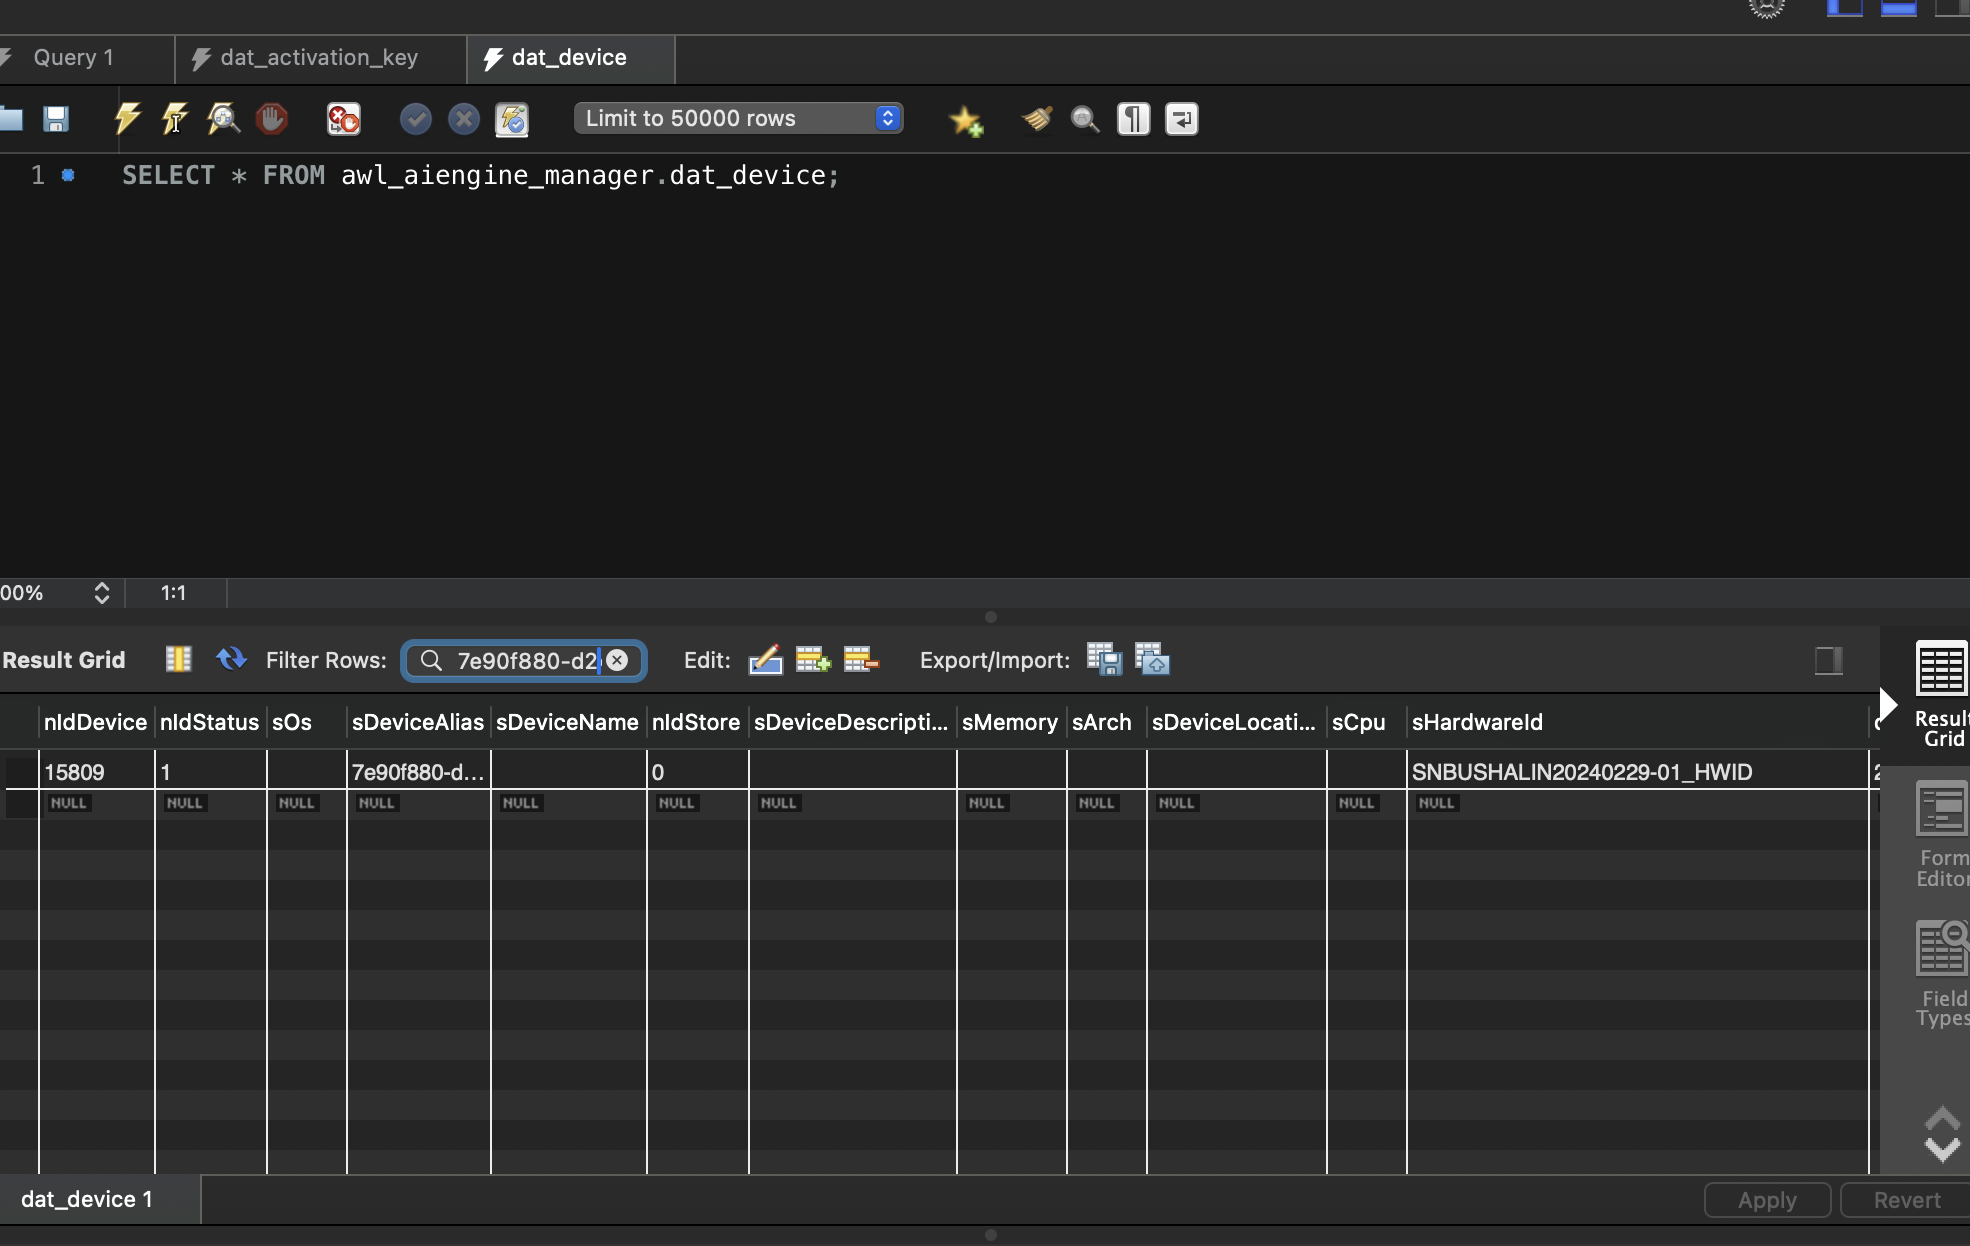 Query 1 dat_activation_key dat_device
Limit to 50000 rows
1 SELECT * FROM awl_aiengine_manager.dat_device;
00% 1:1
Result Grid Filter Rows: 7e90f880-d2 Edit: Export/Import:
nIdDevice nIdStatus sOs sDeviceAlias sDeviceName nIdStore sDeviceDescripti... sMemory sArch sDeviceLocati... sCpu sHardwareId
15809 1 7e90f880-d... 0 SNBUSHALIN20240229-01_HWID 2
NULL NULL NULL NULL NULL NULL NULL NULL NULL NULL NULL NULL
Result
Grid
Form
Editor
Field
Types
dat_device 1 Apply Revert